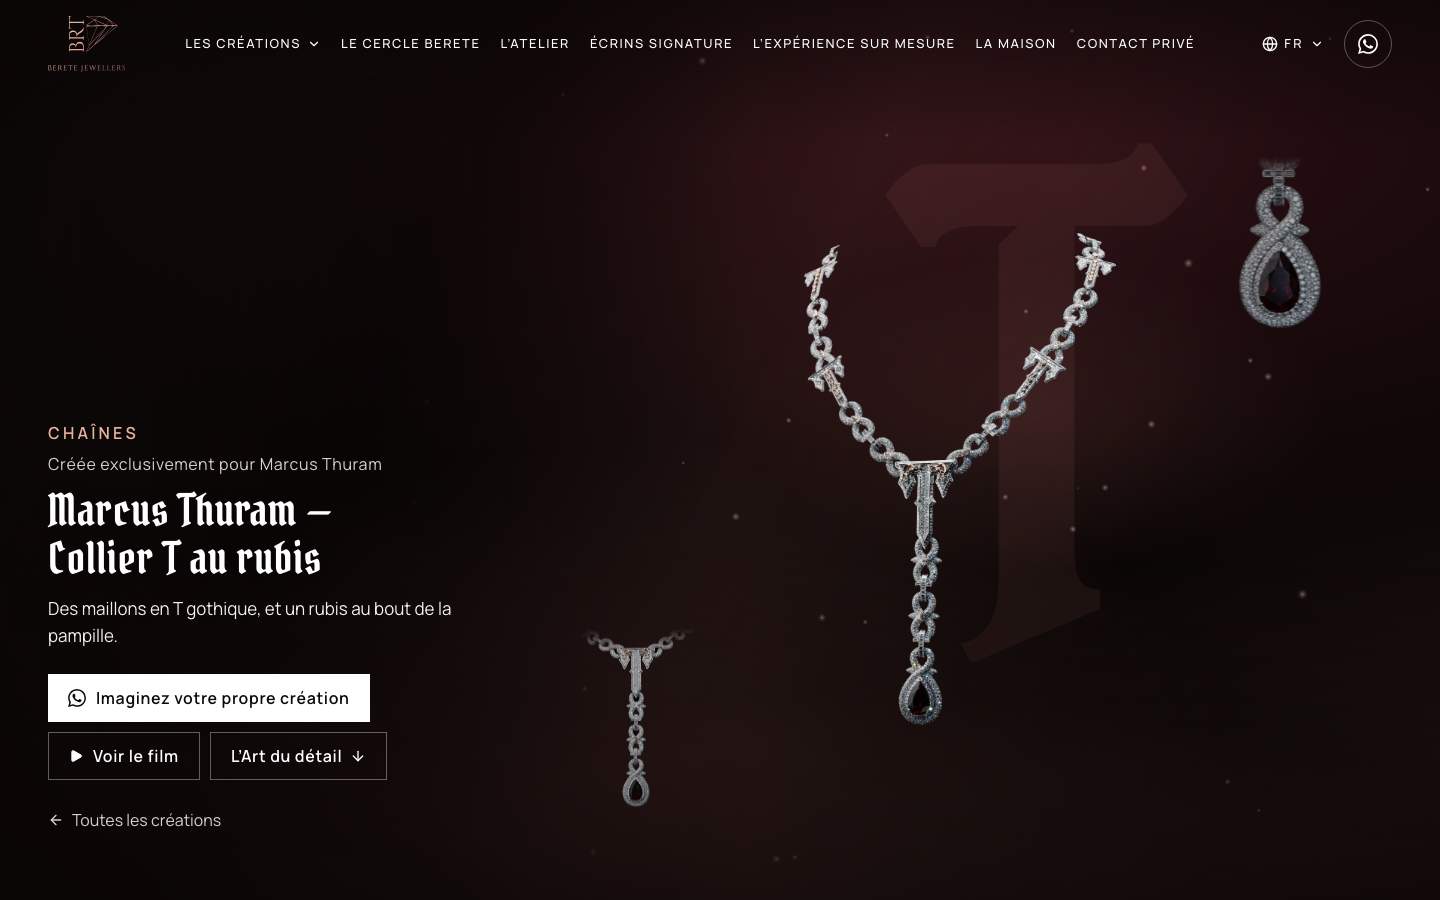 BRT
BERETE JEWELLERS
LES CRÉATIONS
LE CERCLE BERETE
L’ATELIER
ÉCRINS SIGNATURE
L’EXPÉRIENCE SUR MESURE
LA MAISON
CONTACT PRIVÉ
FR
T
CHAÎNES
Créée exclusivement pour Marcus Thuram
Marcus Thuram –
Collier T au rubis
Des maillons en T gothique, et un rubis au bout de la
pampille.
Imaginez votre propre création
Voir le film
L’Art du détail ↓
← Toutes les créations